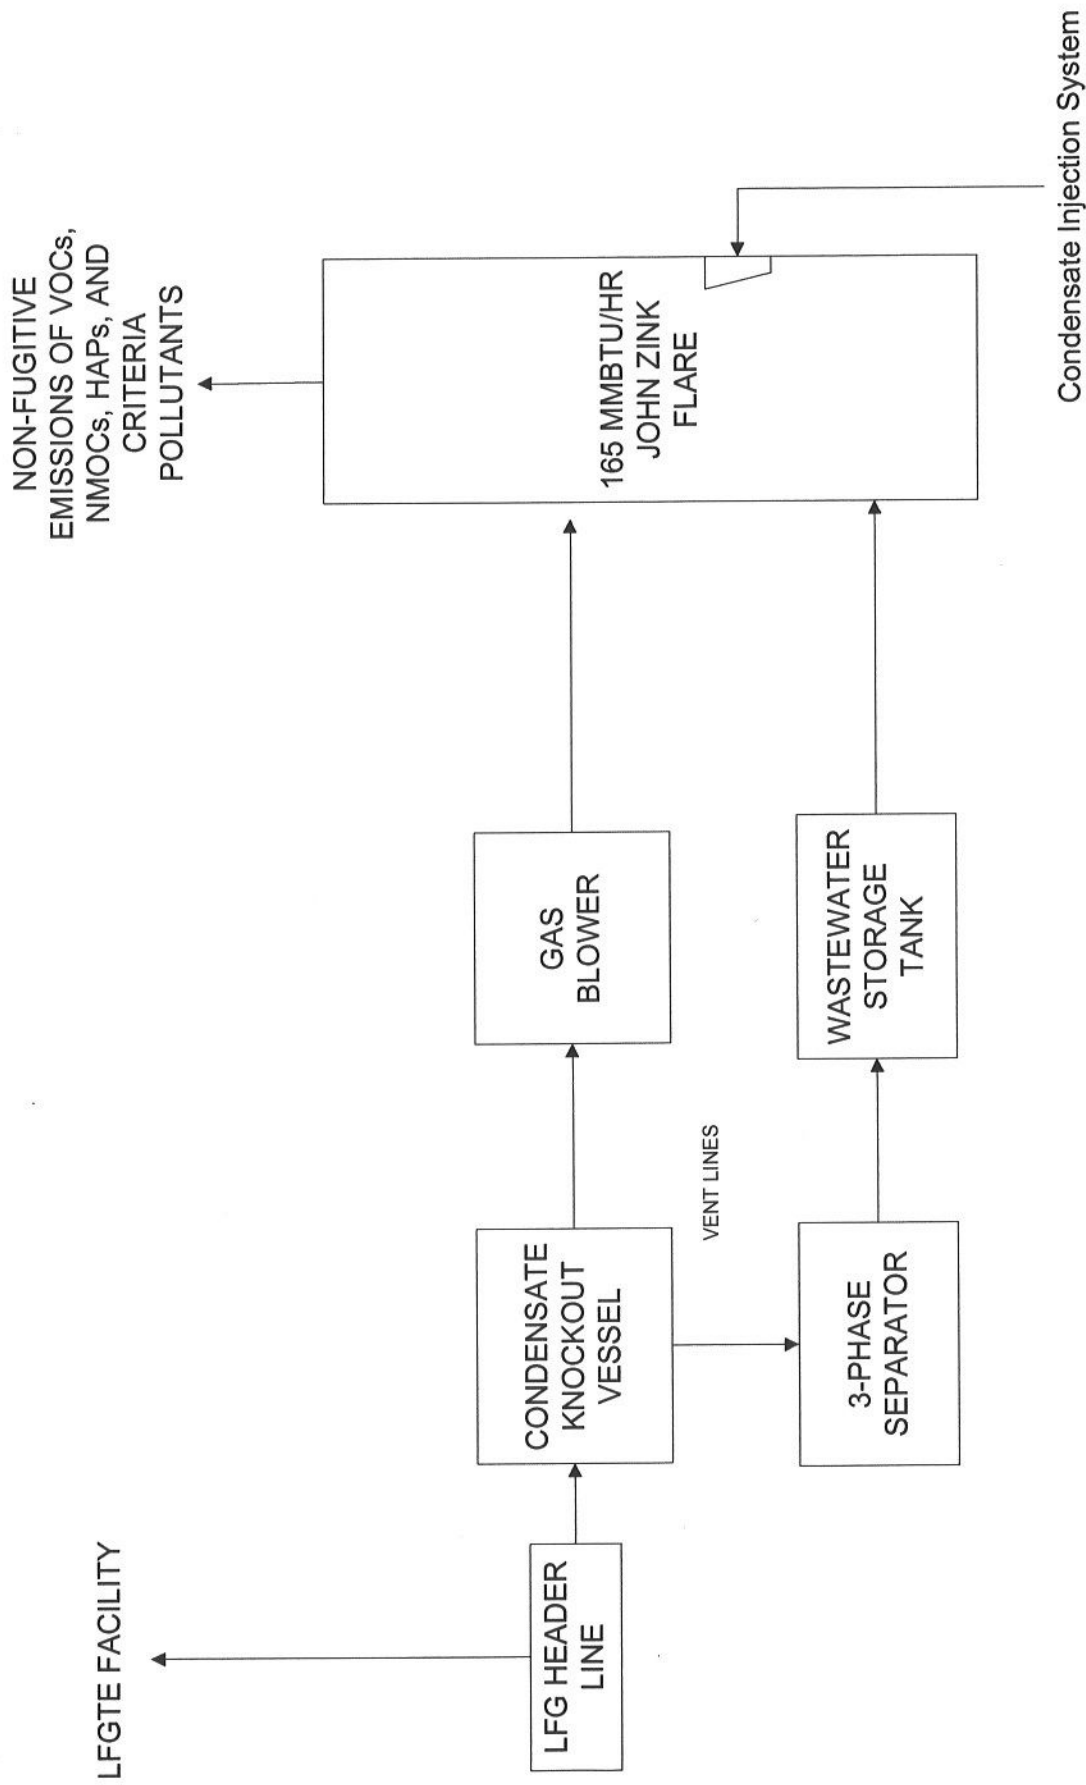 LFGTE FACILITY
NON-FUGITIVE
EMISSIONS OF VOCs,
NMOCs, HAPs, AND
CRITERIA
POLLUTANTS
LFG HEADER
LINE
CONDENSATE
KNOCKOUT
VESSEL
GAS
BLOWER
165 MMBTU/HR
JOHN ZINK
FLARE
VENT LINES
3-PHASE
SEPARATOR
WASTEWATER
STORAGE
TANK
Condensate Injection System